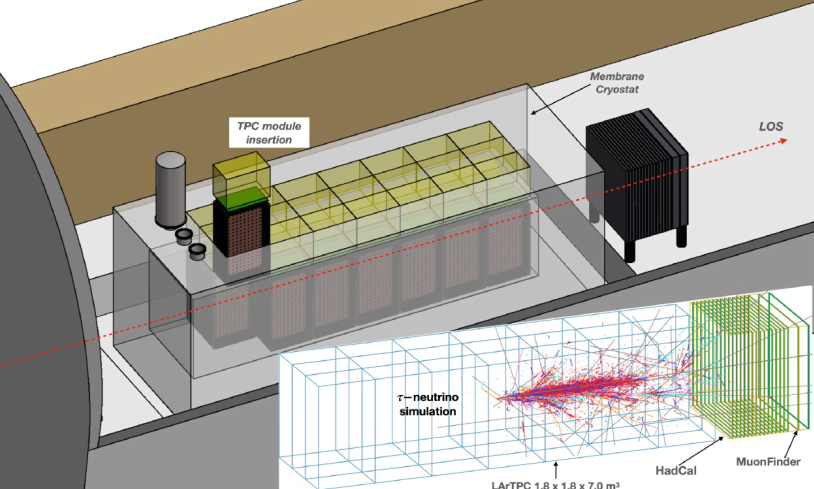 Membrane
Cryostat
TPC module
insertion
LOS
τ–neutrino
simulation
HadCal
MuonFinder
LArTPC 1.8 x 1.8 x 7.0 m³